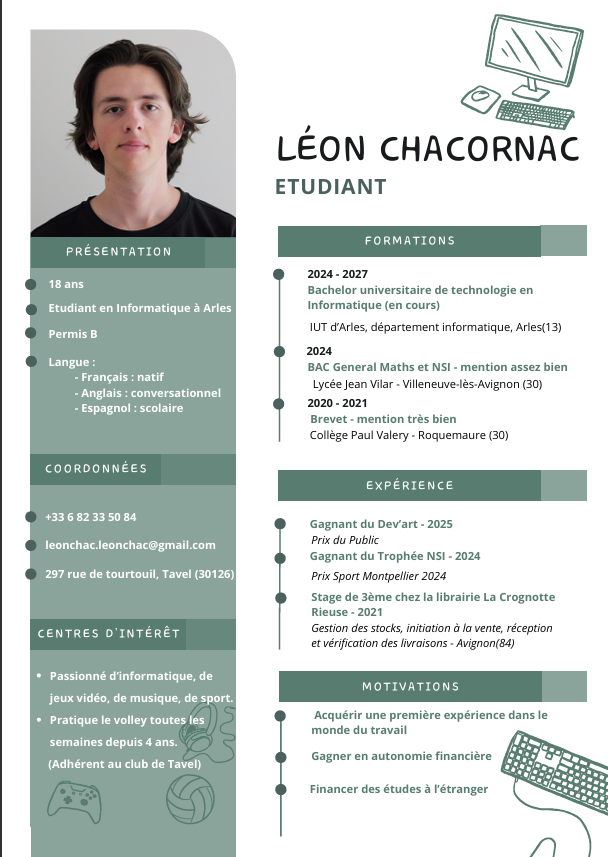 LÉON CHACORNAC
ETUDIANT
PRÉSENTATION
18 ans
Etudiant en Informatique à Arles
Permis B
Langue :
- Français : natif
- Anglais : conversationnel
- Espagnol : scolaire
COORDONNÉES
+33 6 82 33 50 84
leonchac.leonchac@gmail.com
297 rue de tourtouil, Tavel (30126)
CENTRES D'INTÉRÊT
Passionné d’informatique, de
jeux vidéo, de musique, de sport.
Pratique le volley toutes les
semaines depuis 4 ans.
(Adhérent au club de Tavel)
FORMATIONS
2024 - 2027
Bachelor universitaire de technologie en
Informatique (en cours)
IUT d’Arles, département informatique, Arles(13)
2024
BAC General Maths et NSI - mention assez bien
Lycée Jean Vilar - Villeneuve-lès-Avignon (30)
2020 - 2021
Brevet - mention très bien
Collège Paul Valery - Roquemaure (30)
EXPÉRIENCE
Gagnant du Dev’art - 2025
Prix du Public
Gagnant du Trophée NSI - 2024
Prix Sport Montpellier 2024
Stage de 3ème chez la librairie La Crognotte
Rieuse - 2021
Gestion des stocks, initiation à la vente, réception
et vérification des livraisons - Avignon(84)
MOTIVATIONS
Acquérir une première expérience dans le
monde du travail
Gagner en autonomie financière
Financer des études à l’étranger